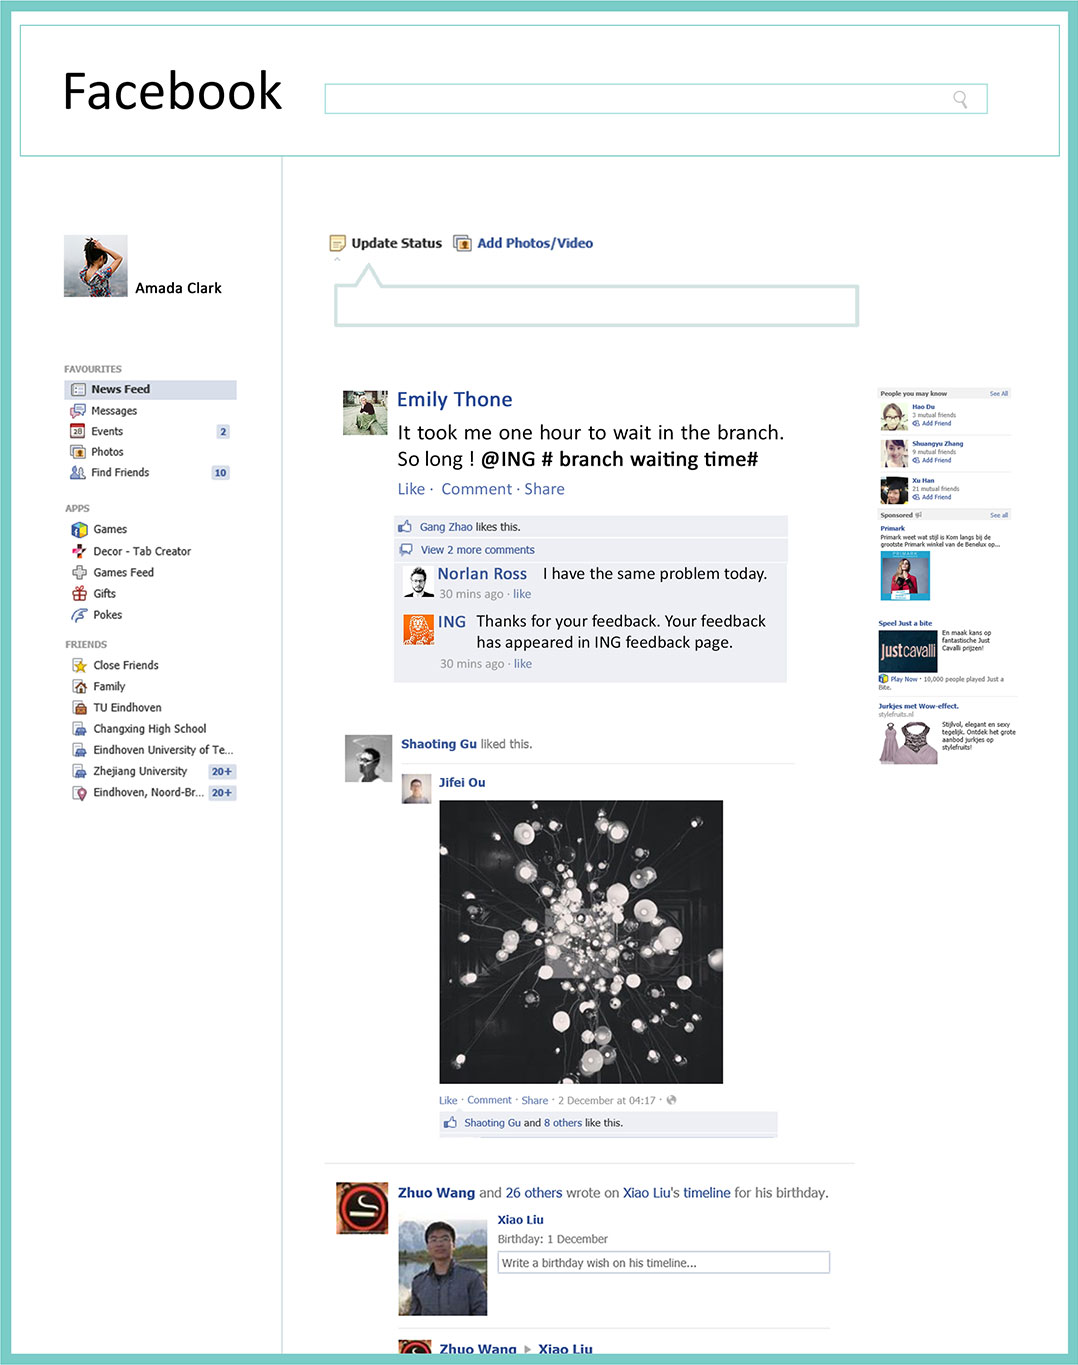 Facebook
Amada Clark
Update Status
Add Photos/Video
FAVOURITES
News Feed
Messages
Events 2
Photos
Find Friends 10
APPS
Games
Decor - Tab Creator
Games Feed
Gifts
Pokes
FRIENDS
Close Friends
Family
TU Eindhoven
Changxing High School
Eindhoven University of Te...
Zhejiang University 20+
Eindhoven, Noord-Br... 20+
Emily Thone
It took me one hour to wait in the branch.
So long ! @ING # branch waiting time#
Like · Comment · Share
Gang Zhao likes this.
View 2 more comments
Norlan Ross I have the same problem today.
30 mins ago · like
ING Thanks for your feedback. Your feedback
has appeared in ING feedback page.
30 mins ago · like
Shaoting Gu liked this.
Jifei Ou
Like · Comment · Share · 2 December at 04:17 ·
Shaoting Gu and 8 others like this.
Zhuo Wang and 26 others wrote on Xiao Liu's timeline for his birthday.
Xiao Liu
Birthday: 1 December
Write a birthday wish on his timeline...
Zhuo Wang ▶ Xiao Liu
People you may know See All
Hao Du
3 mutual friends
Add Friend
Shuangyu Zhang
9 mutual friends
Add Friend
Xu Han
21 mutual friends
Add Friend
Sponsored See all
Primark
Primark weet wat stijl is Kom langs bij de
grootste Primark winkel van de Benelux op...
PRIMARK
Speel Just a bite
justcavalli
En maak kans op
fantastische Just
Cavalli prijzen!
Play Now · 10,000 people played Just a
Bite.
Jurkjes met Wow-effect.
stylefruits.nl
Stijlvol, elegant en sexy
tegelijk. Ontdek het grote
aanbod jurkjes op
stylefruits!